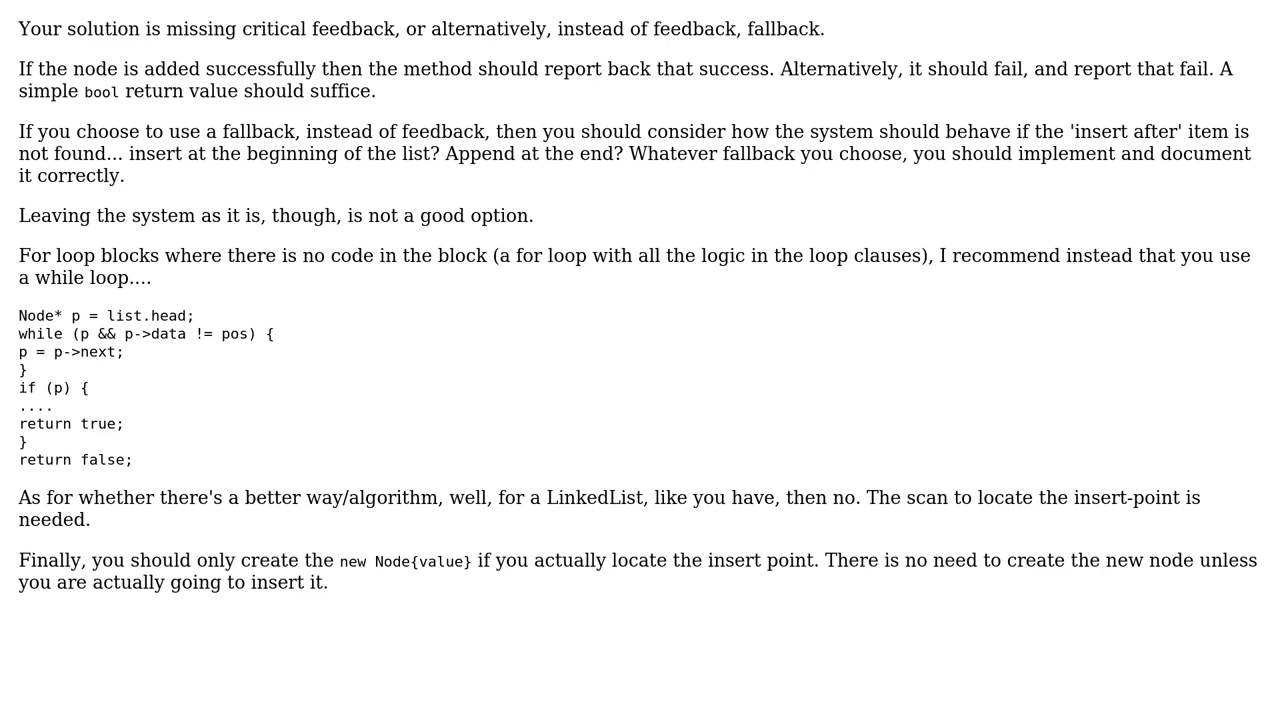 Your solution is missing critical feedback, or alternatively, instead of feedback, fallback.
If the node is added successfully then the method should report back that success. Alternatively, it should fail, and report that fail. A
simple bool return value should suffice.
If you choose to use a fallback, instead of feedback, then you should consider how the system should behave if the 'insert after' item is
not found... insert at the beginning of the list? Append at the end? Whatever fallback you choose, you should implement and document
it correctly.
Leaving the system as it is, though, is not a good option.
For loop blocks where there is no code in the block (a for loop with all the logic in the loop clauses), I recommend instead that you use
a while loop....
Node* p = list.head;
while (p && p->data != pos) {
p = p->next;
}
if (p) {
....
return true;
}
return false;
As for whether there's a better way/algorithm, well, for a LinkedList, like you have, then no. The scan to locate the insert-point is
needed.
Finally, you should only create the new Node{value} if you actually locate the insert point. There is no need to create the new node unless
you are actually going to insert it.